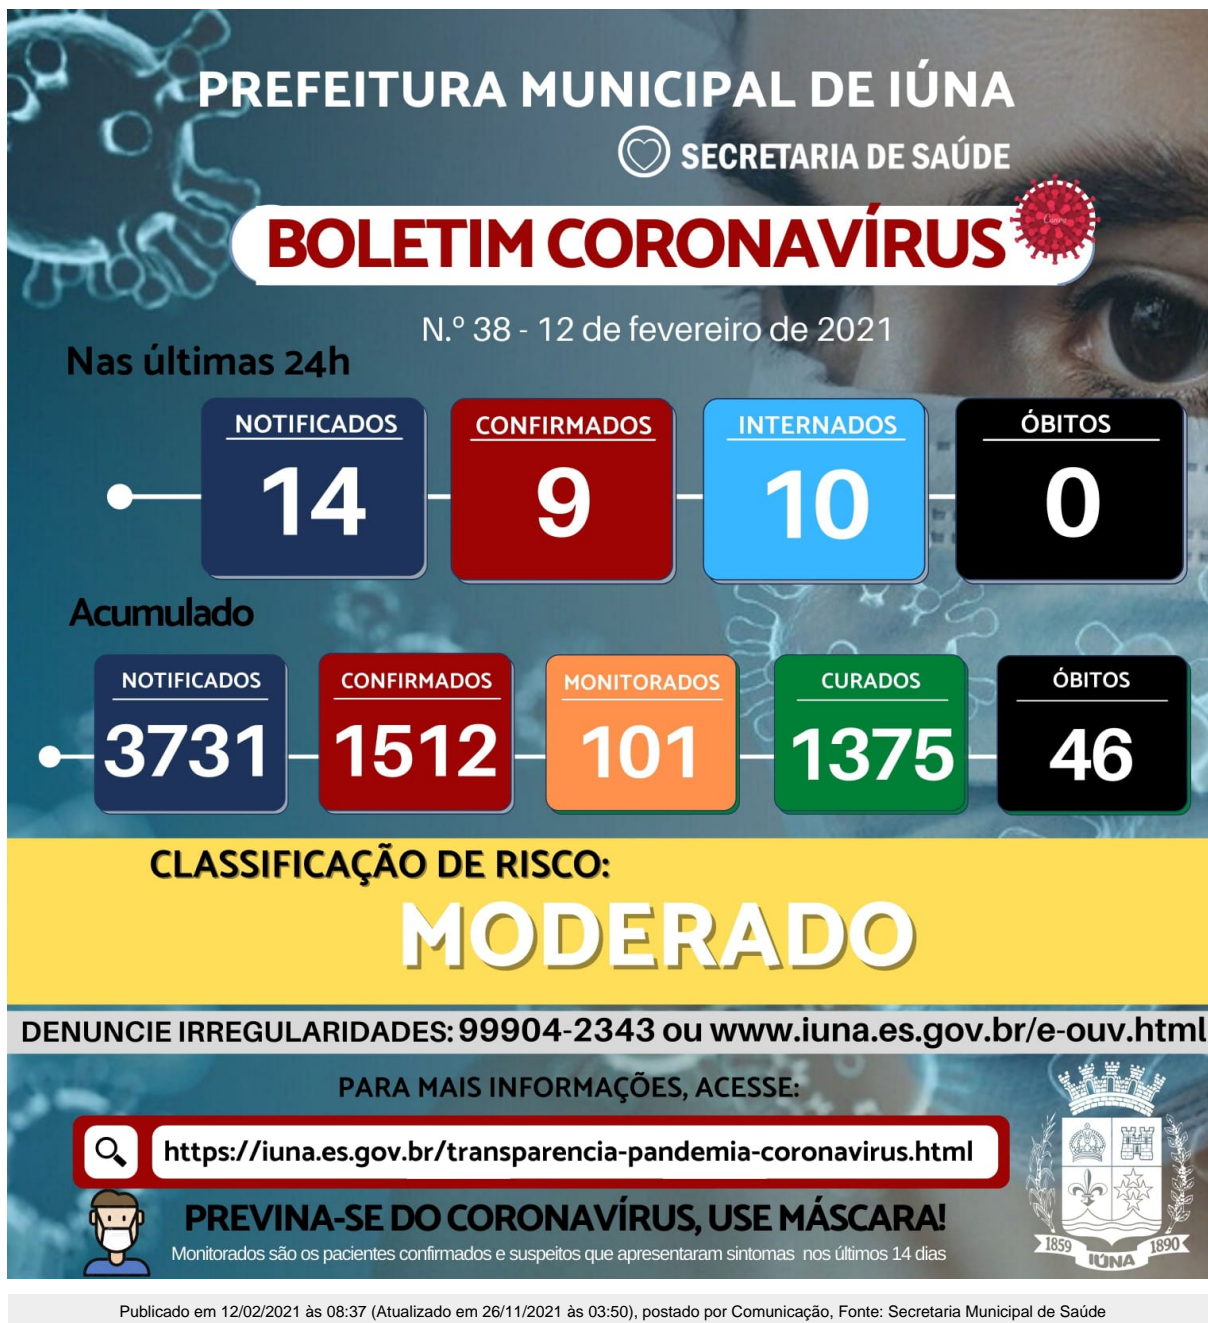 PREFEITURA MUNICIPAL DE IÚNA
SECRETARIA DE SAÚDE
BOLETIM CORONAVÍRUS
Canva
N.º 38 - 12 de fevereiro de 2021
Nas últimas 24h
NOTIFICADOS CONFIRMADOS INTERNADOS ÓBITOS
14 9 10 0
Acumulado
NOTIFICADOS CONFIRMADOS MONITORADOS CURADOS ÓBITOS
3731 1512 101 1375 46
CLASSIFICAÇÃO DE RISCO:
MODERADO
DENUNCIE IRREGULARIDADES: 99904-2343 ou www.iuna.es.gov.br/e-ouv.html
PARA MAIS INFORMAÇÕES, ACESSE:
https://iuna.es.gov.br/transparencia-pandemia-coronavirus.html
PREVINA-SE DO CORONAVÍRUS, USE MÁSCARA!
Monitorados são os pacientes confirmados e suspeitos que apresentaram sintomas nos últimos 14 dias
1859 IÚNA 1890
Publicado em 12/02/2021 às 08:37 (Atualizado em 26/11/2021 às 03:50), postado por Comunicação, Fonte: Secretaria Municipal de Saúde